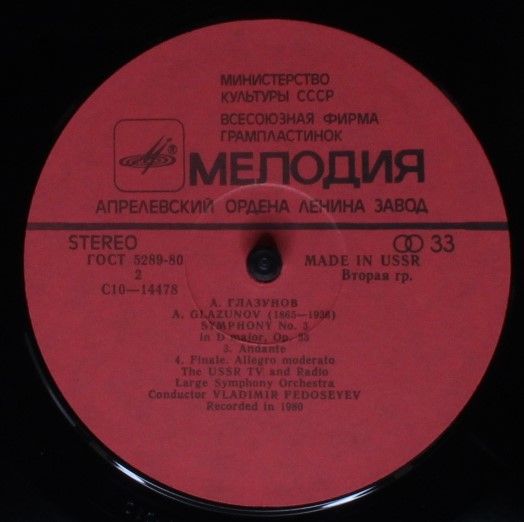 МИНИСТЕРСТВО
КУЛЬТУРЫ СССР
ВСЕСОЮЗНАЯ ФИРМА
ГРАМПЛАСТИНОК
МЕЛОДИЯ
АПРЕЛЕВСКИЙ ОРДЕНА ЛЕНИНА ЗАВОД
STEREO
33
ГОСТ 5289-80
MADE IN USSR
2
Вторая гр.
С10—14478
А. ГЛАЗУНОВ
A. GLAZUNOV (1865—1936)
SYMPHONY No. 3
in D major, Op. 33
3. Andante
4. Finale. Allegro moderato
The USSR TV and Radio
Large Symphony Orchestra
Conductor VLADIMIR FEDOSEYEV
Recorded in 1980